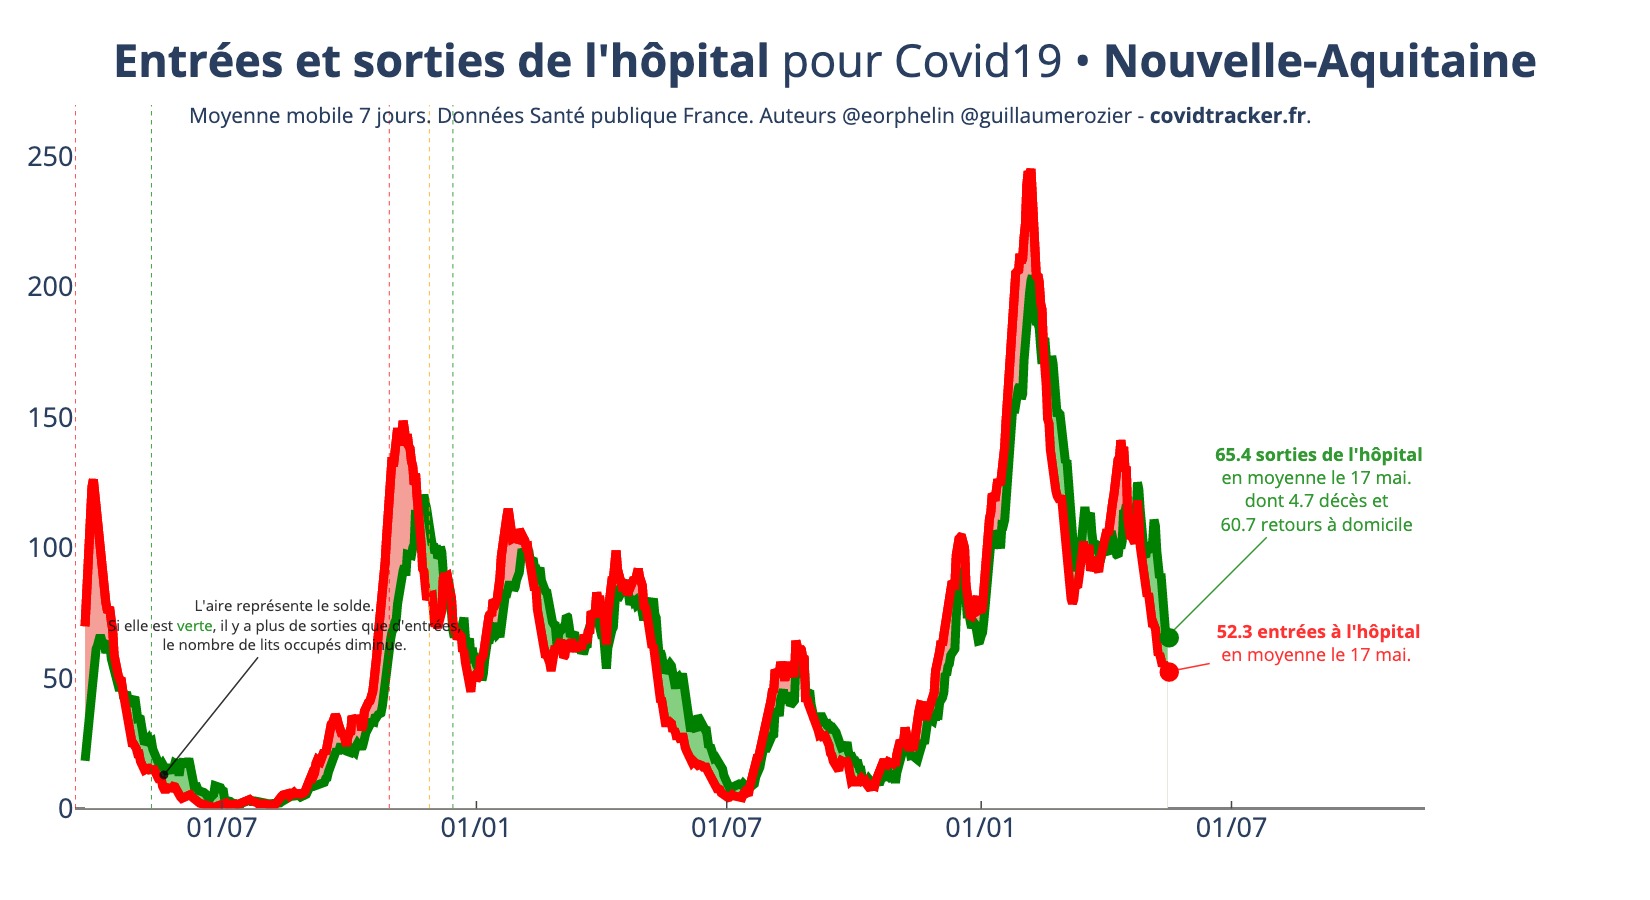 Entrées et sorties de l'hôpital pour Covid19 • Nouvelle-Aquitaine
Moyenne mobile 7 jours. Données Santé publique France. Auteurs @eorphelin @guillaumerozier - covidtracker.fr.
250
200
150
100
50
0
L'aire représente le solde.
Si elle est verte, il y a plus de sorties que d'entrées,
le nombre de lits occupés diminue.
65.4 sorties de l'hôpital
en moyenne le 17 mai.
dont 4.7 décès et
60.7 retours à domicile
52.3 entrées à l'hôpital
en moyenne le 17 mai.
01/07
01/01
01/07
01/01
01/07